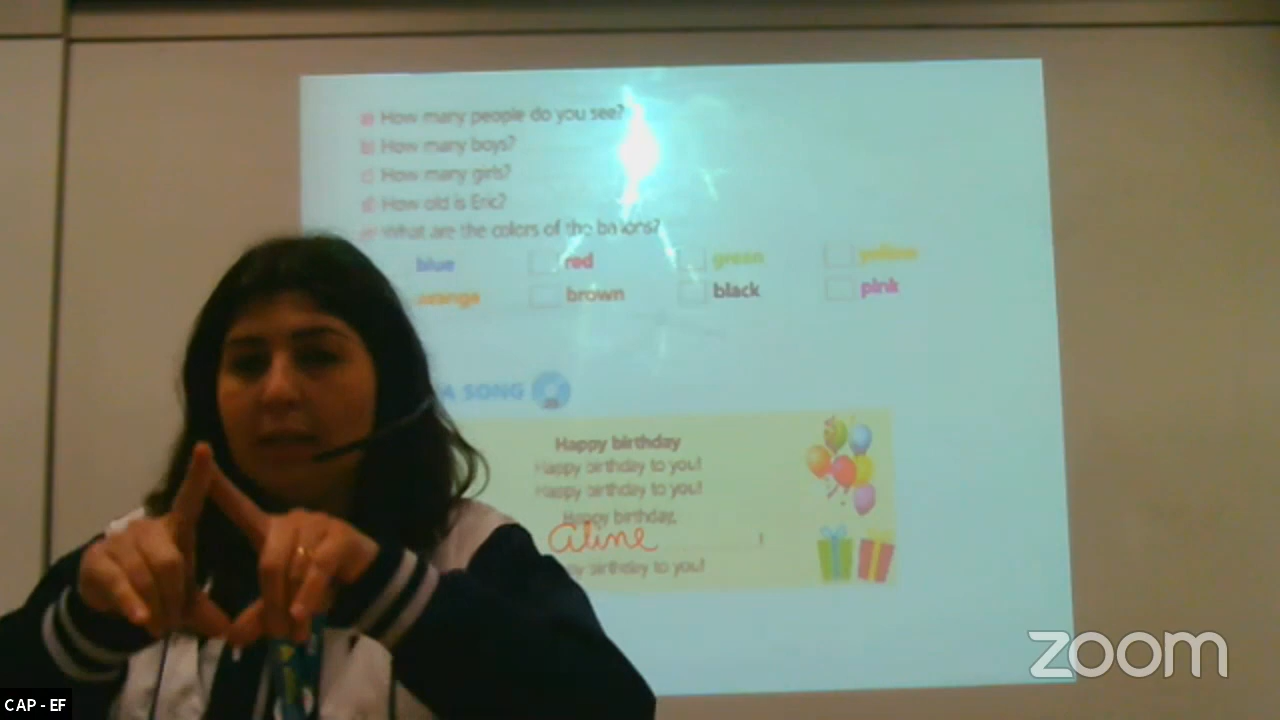 a) How many people do you see?
b) How many boys?
c) How many girls?
d) How old is Eric?
e) What are the colors of the balloons?
blue red green yellow
orange brown black pink
A SONG
Happy birthday
Happy birthday to you!
Happy birthday to you!
Happy birthday,
Aline !
birthday to you!
zoom
CAP - EF